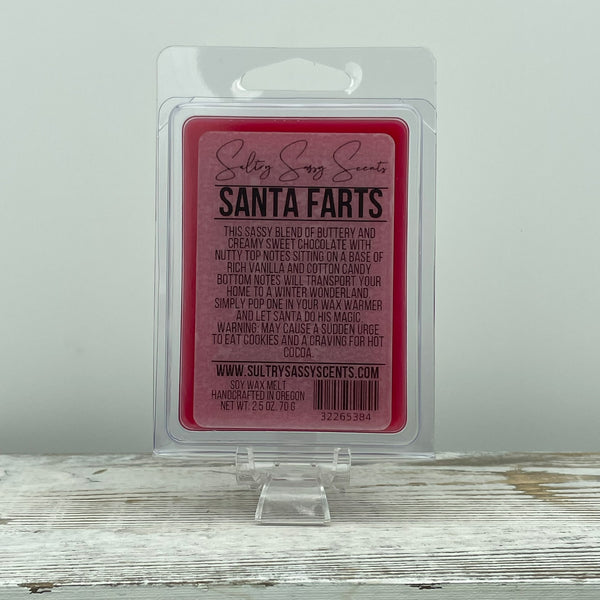 Sultry Sassy Scents
SANTA FARTS
THIS SASSY BLEND OF BUTTERY AND
CREAMY SWEET CHOCOLATE WITH
NUTTY TOP NOTES SITTING ON A BASE OF
RICH VANILLA AND COTTON CANDY
BOTTOM NOTES WILL TRANSPORT YOUR
HOME TO A WINTER WONDERLAND,
SIMPLY POP ONE IN YOUR WAX WARMER
AND LET SANTA DO HIS MAGIC
WARNING: MAY CAUSE A SUDDEN URGE
TO EAT COOKIES AND A CRAVING FOR HOT
COCOA.
WWW.SULTRYSASSYSCENTS.COM
SOY WAX MELT
HANDCRAFTED IN OREGON
NET WT: 2.5 OZ, 70 G
32265384